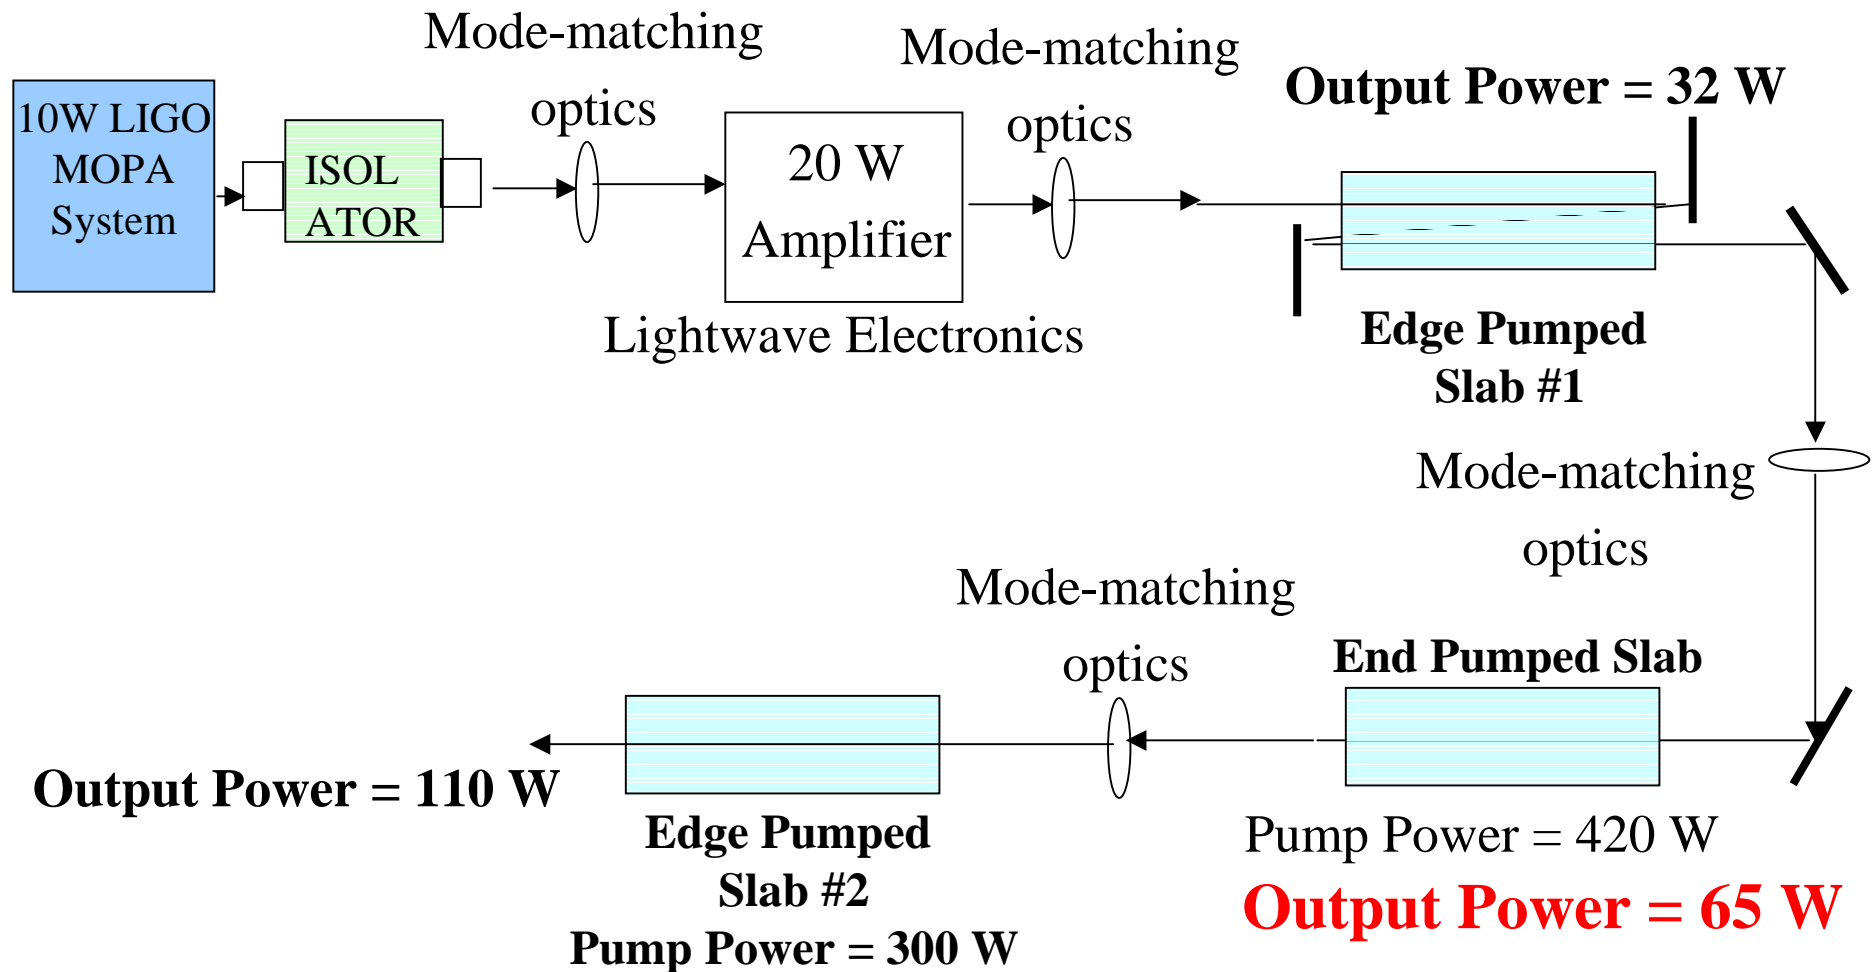 10W LIGO
MOPA
System
ISOL
ATOR
Mode-matching
optics
20 W
Amplifier
Lightwave Electronics
Mode-matching
optics
Output Power = 32 W
Edge Pumped
Slab #1
Mode-matching
optics
End Pumped Slab
Pump Power = 420 W
Output Power = 65 W
Mode-matching
optics
Edge Pumped
Slab #2
Pump Power = 300 W
Output Power = 110 W